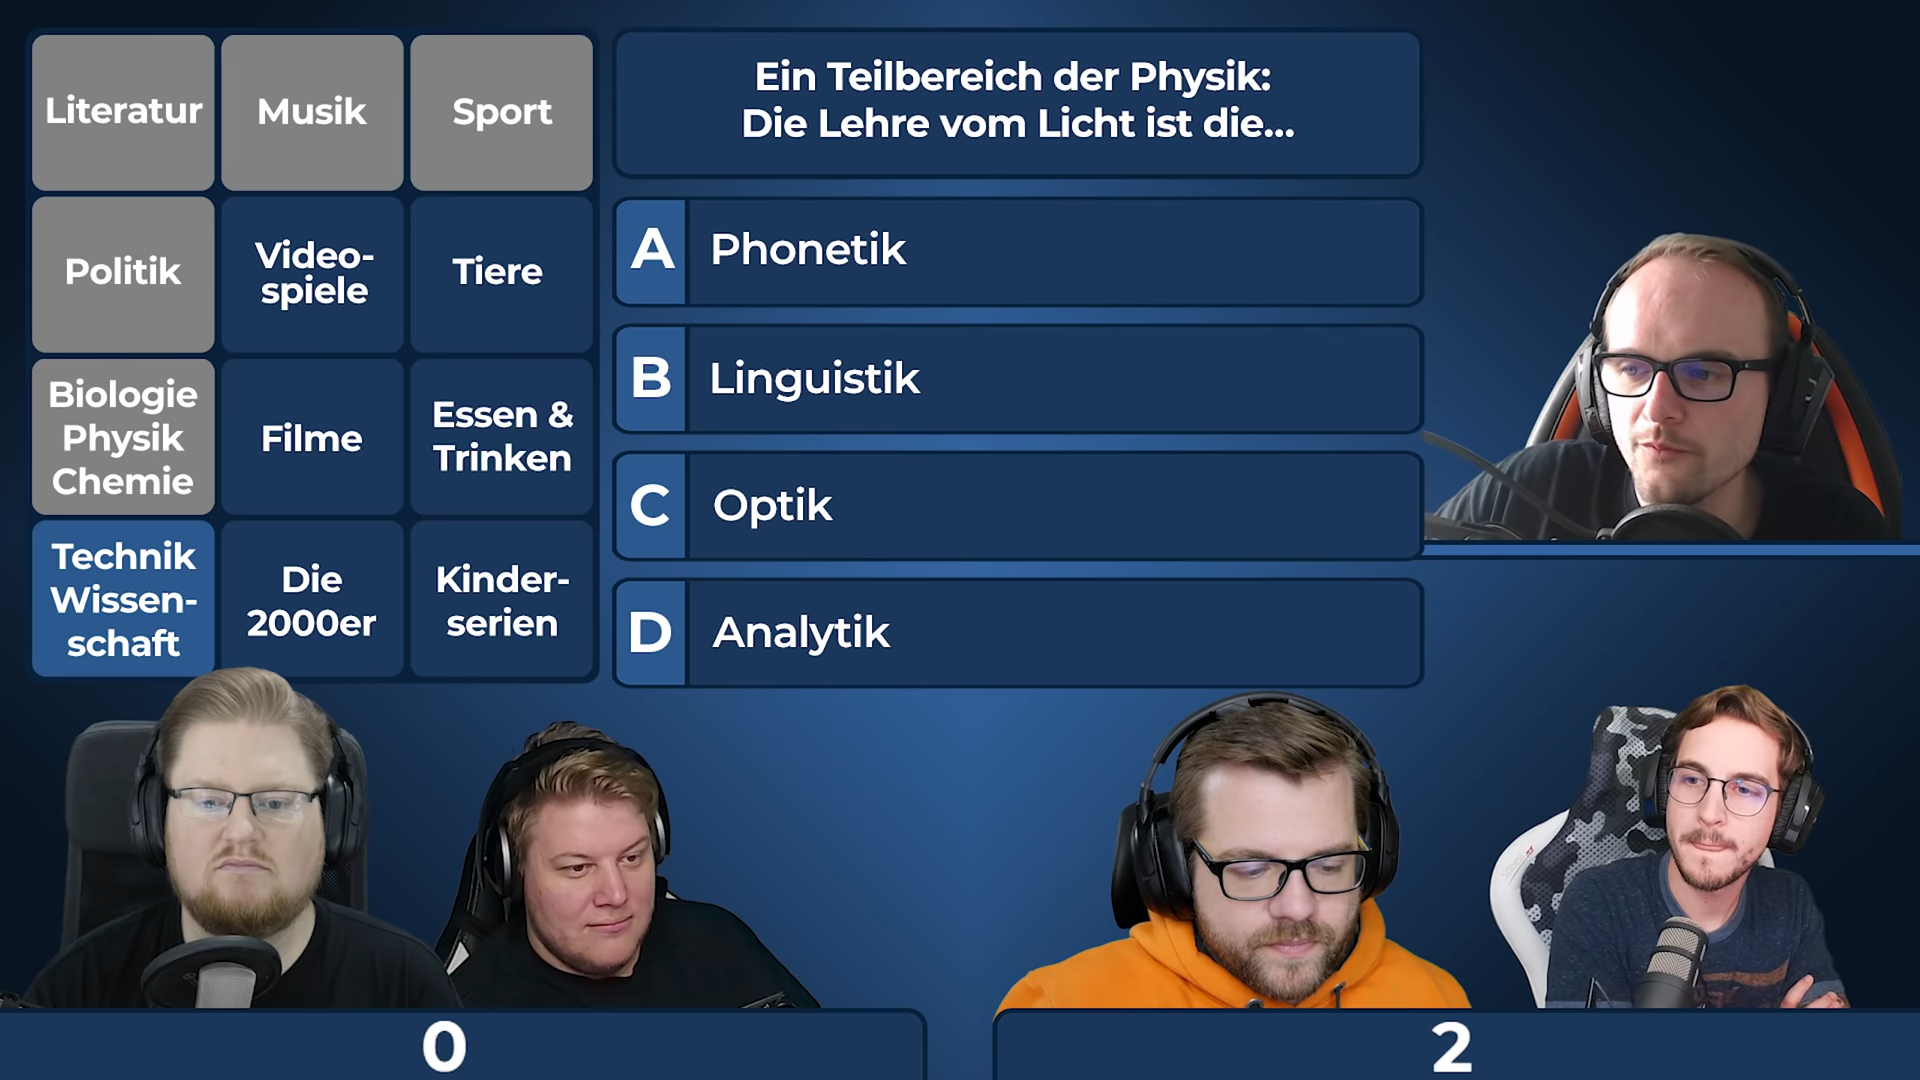 Literatur
Musik
Sport
Politik
Video-
spiele
Tiere
Biologie
Physik
Chemie
Filme
Essen &
Trinken
Technik
Wissen-
schaft
Die
2000er
Kinder-
serien
Ein Teilbereich der Physik:
Die Lehre vom Licht ist die...
A Phonetik
B Linguistik
C Optik
D Analytik
0
2